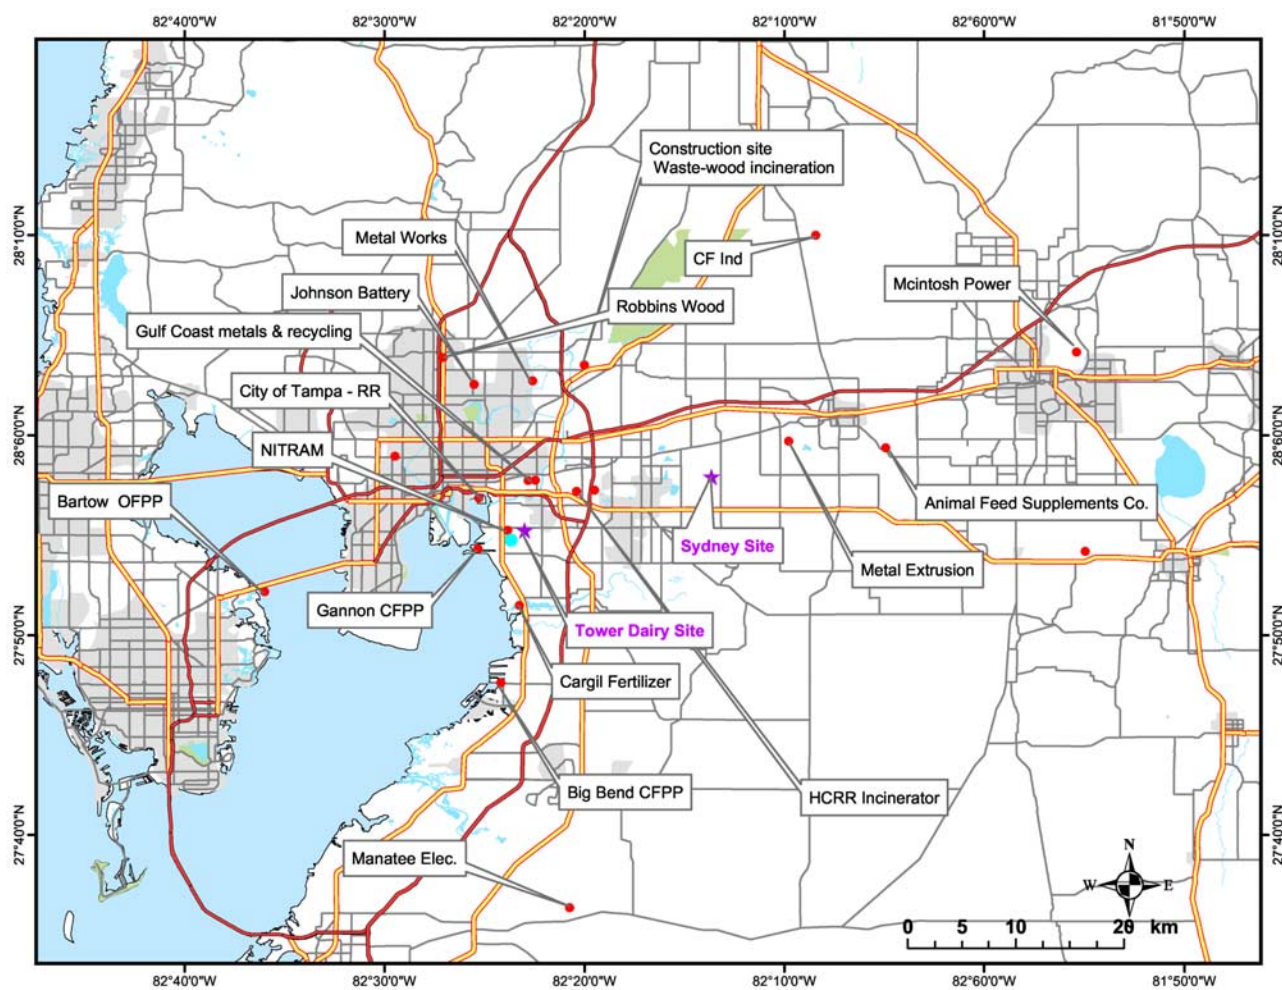 82°40'0"W
82°30'0"W
82°20'0"W
82°10'0"W
82°60'0"W
81°50'0"W
28°10'0"N
28°10'0"N
Construction site
Waste-wood incineration
Metal Works
CF Ind
Mcintosh Power
Johnson Battery
Robbins Wood
Gulf Coast metals & recycling
City of Tampa - RR
28°60'0"N
28°60'0"N
NITRAM
Bartow OFPP
Animal Feed Supplements Co.
Sydney Site
Metal Extrusion
Gannon CFPP
Tower Dairy Site
27°50'0"N
27°50'0"N
Cargil Fertilizer
Big Bend CFPP
HCRR Incinerator
27°40'0"N
27°40'0"N
Manatee Elec.
N
W
E
S
0 5 10 20 km
82°40'0"W
82°30'0"W
82°20'0"W
82°10'0"W
82°60'0"W
81°50'0"W